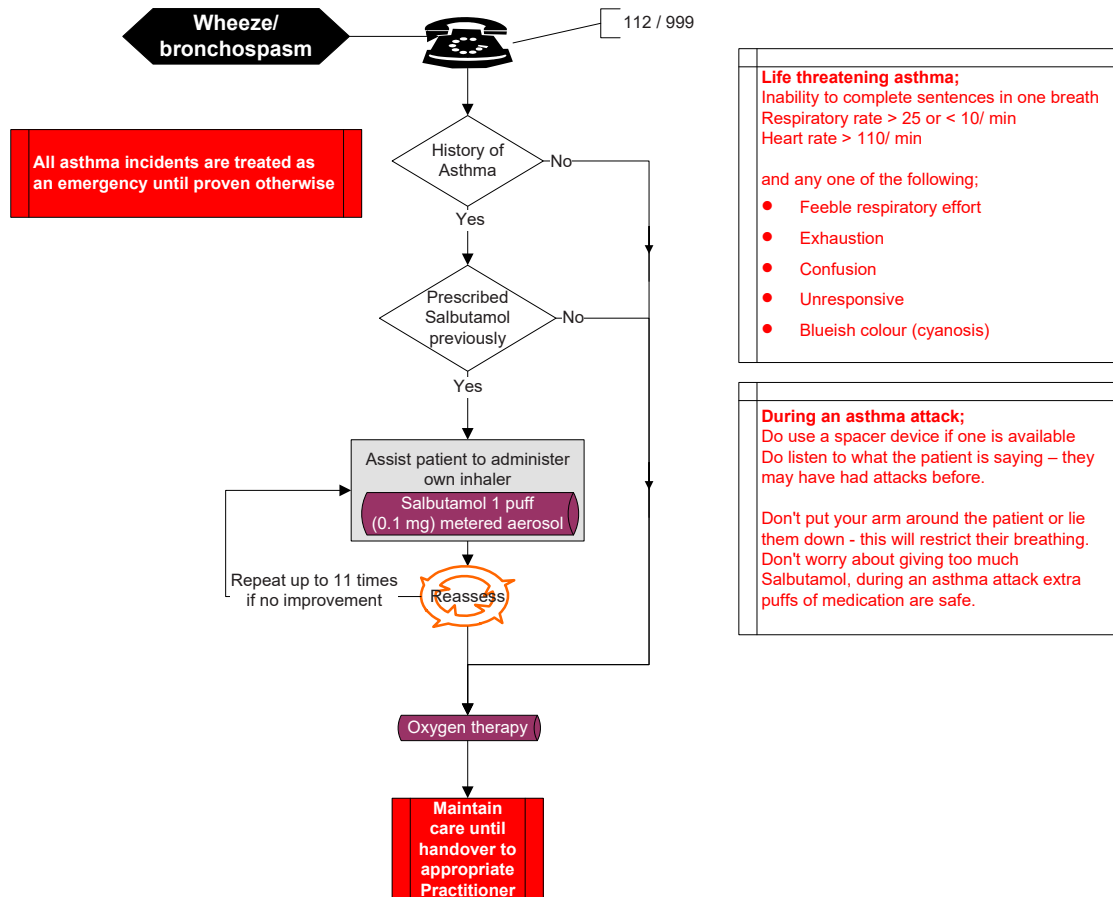 Wheeze/
bronchospasm
112 / 999
All asthma incidents are treated as
an emergency until proven otherwise
History of
Asthma
No
Yes
Prescribed
Salbutamol
previously
No
Yes
Assist patient to administer
own inhaler
Salbutamol 1 puff
(0.1 mg) metered aerosol
Repeat up to 11 times
if no improvement
Reassess
Oxygen therapy
Maintain
care until
handover to
appropriate
Practitioner
Life threatening asthma;
Inability to complete sentences in one breath
Respiratory rate > 25 or < 10/ min
Heart rate > 110/ min
and any one of the following;
● Feeble respiratory effort
● Exhaustion
● Confusion
● Unresponsive
● Blueish colour (cyanosis)
During an asthma attack;
Do use a spacer device if one is available
Do listen to what the patient is saying – they
may have had attacks before.
Don't put your arm around the patient or lie
them down - this will restrict their breathing.
Don't worry about giving too much
Salbutamol, during an asthma attack extra
puffs of medication are safe.